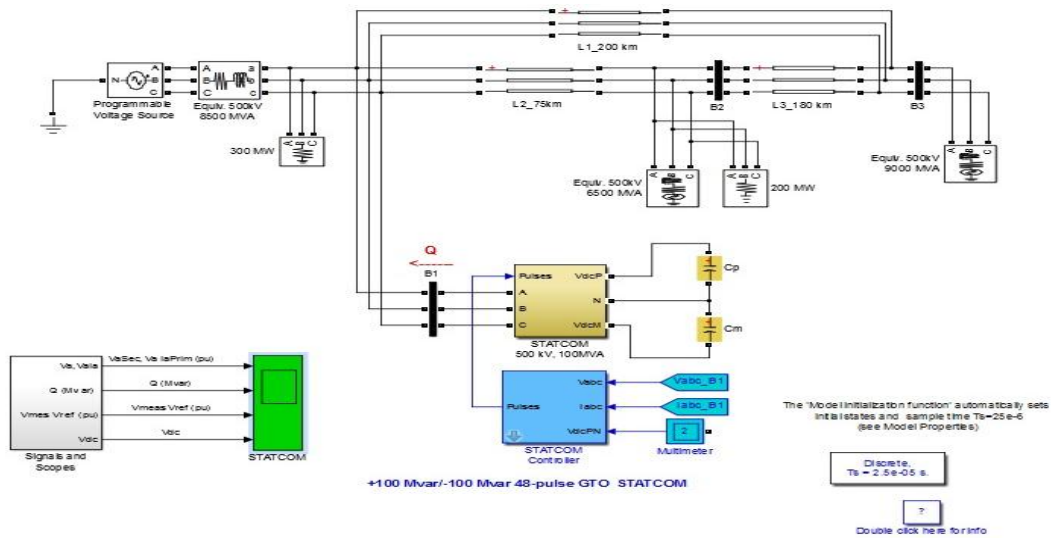 L1_200 km
N
A
B
C
A
B
C
a
b
c
Programmable
Voltage Source
Equiv. 500kV
8500 MVA
300 MW
A
B
C
L2_75km
B2
L3_180 km
B3
Equiv. 500kV
6500 MVA
A
B
C
A
B
C
200 MW
Equiv. 500kV
9000 MVA
A
B
C
Q
B1
Pulses
A
B
C
VdcP
N
VdcM
STATCOM
500 kV, 100MVA
Cp
Cm
Va, VaIa
Q (Mvar)
Vmes Vref (pu)
Vdc
Signals and
Scopes
VaSec, Va IaPrim (pu)
Q (Mvar)
Vmeas Vref (pu)
Vdc
STATCOM
Pulses
Vabc
Iabc
VdcPN
STATCOM
Controller
Vabc_B1
Iabc_B1
2
Multimeter
The 'Model initialization function' automatically sets
initial states and sample time Ts=25e-6
(see Model Properties)
Discrete,
Ts = 2.5e-05 s.
+100 Mvar/-100 Mvar 48-pulse GTO STATCOM
?
Double click here for info